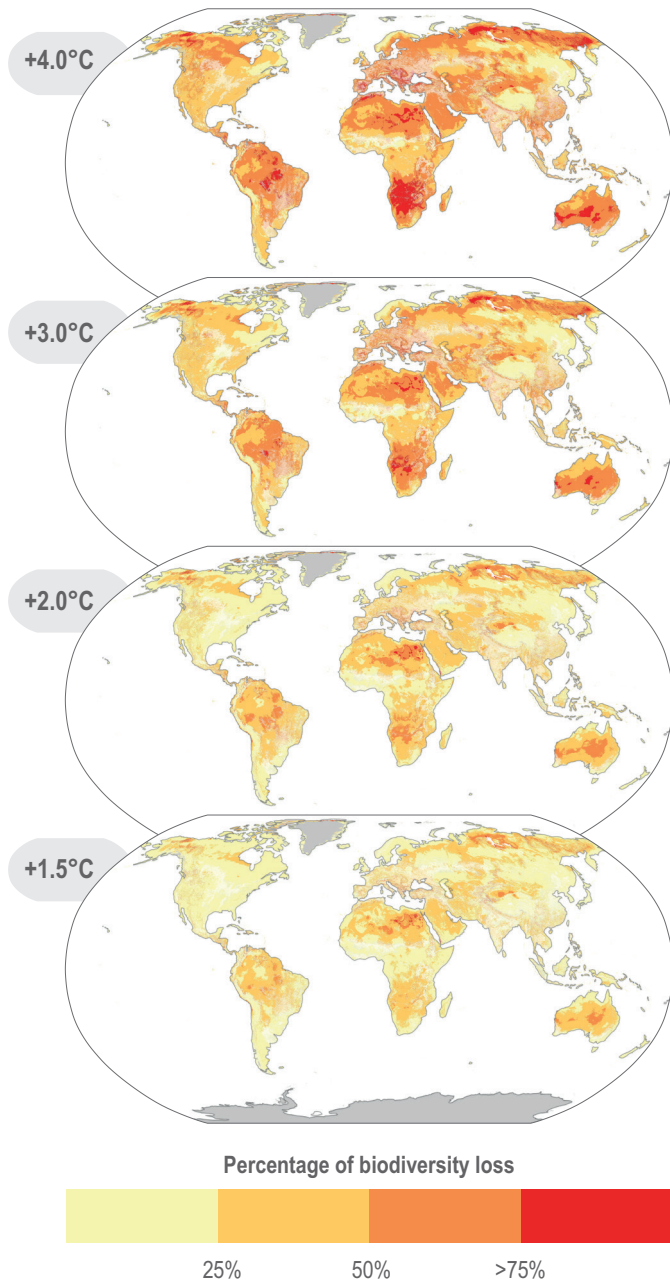 +4.0°C
+3.0°C
+2.0°C
+1.5°C
Percentage of biodiversity loss
25% 50% >75%